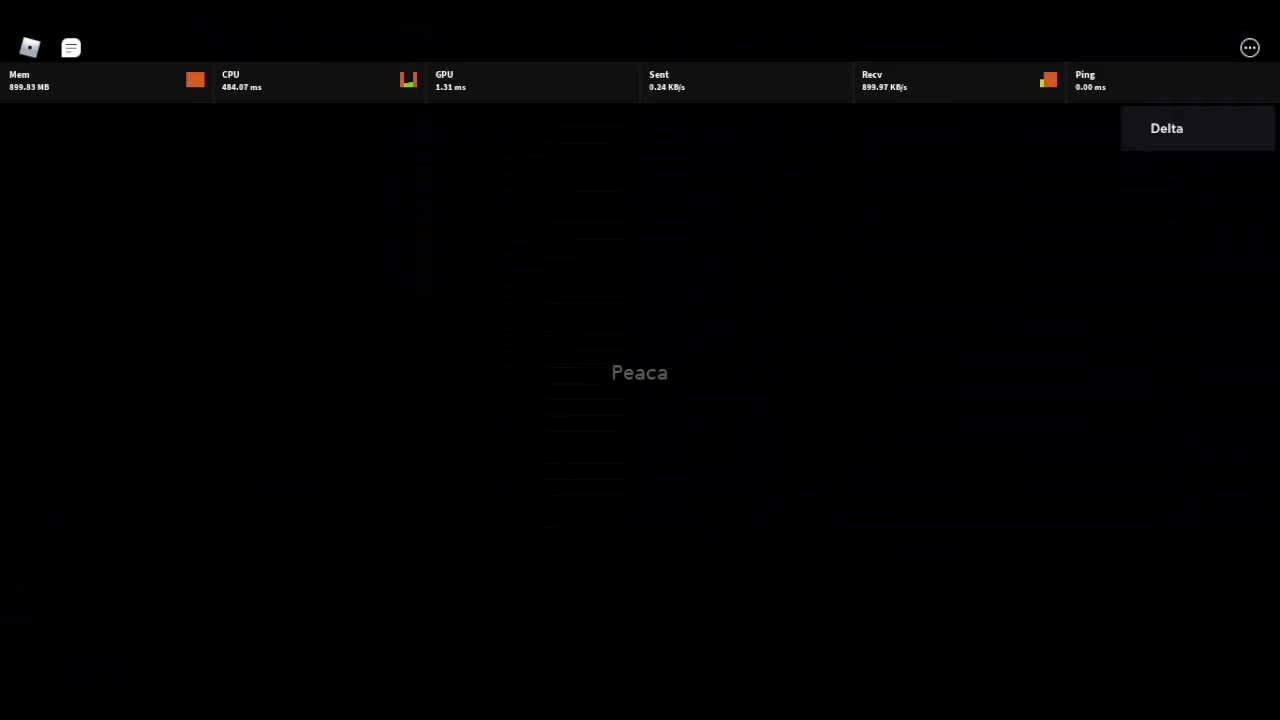 Mem
899.83 MB
CPU
484.07 ms
GPU
1.31 ms
Sent
0.24 KB/s
Recv
899.97 KB/s
Ping
0.00 ms
Delta
Peaca